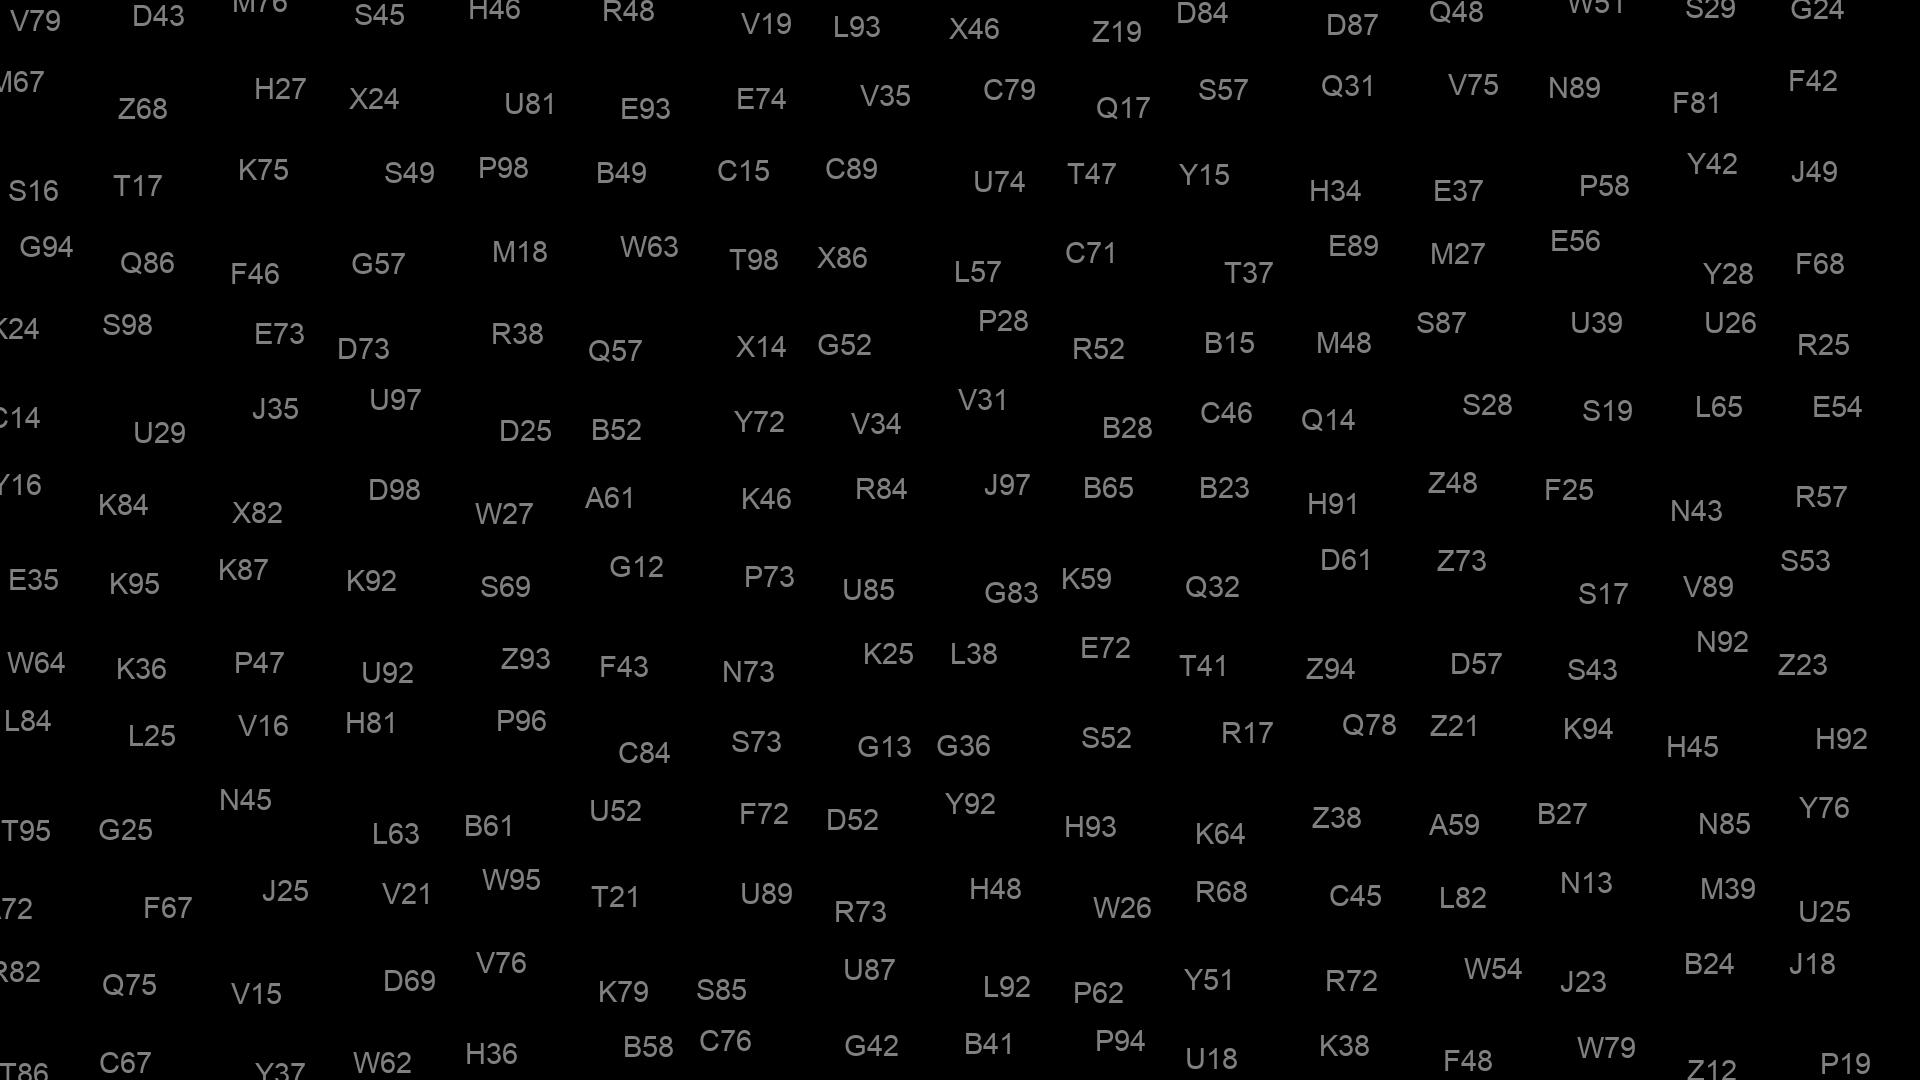 V79 D43 M76 S45 H46 R48 V19 L93 X46 Z19 D84 D87 Q48 W51 S29 G24
M67 Z68 H27 X24 U81 E93 E74 V35 C79 Q17 S57 Q31 V75 N89 F81 F42
S16 T17 K75 S49 P98 B49 C15 C89 U74 T47 Y15 H34 E37 P58 Y42 J49
G94 Q86 F46 G57 M18 W63 T98 X86 L57 C71 T37 E89 M27 E56 Y28 F68
K24 S98 E73 D73 R38 Q57 X14 G52 P28 R52 B15 M48 S87 U39 U26 R25
C14 U29 J35 U97 D25 B52 Y72 V34 V31 B28 C46 Q14 S28 S19 L65 E54
Y16 K84 X82 D98 W27 A61 K46 R84 J97 B65 B23 H91 Z48 F25 N43 R57
E35 K95 K87 K92 S69 G12 P73 U85 G83 K59 Q32 D61 Z73 S17 V89 S53
W64 K36 P47 U92 Z93 F43 N73 K25 L38 E72 T41 Z94 D57 S43 N92 Z23
L84 L25 V16 H81 P96 C84 S73 G13 G36 S52 R17 Q78 Z21 K94 H45 H92
T95 G25 N45 L63 B61 U52 F72 D52 Y92 H93 K64 Z38 A59 B27 N85 Y76
F67 J25 V21 W95 T21 U89 R73 H48 W26 R68 C45 L82 N13 M39 U25
R82 Q75 V15 D69 V76 K79 S85 U87 L92 P62 Y51 R72 W54 J23 B24 J18
T86 C67 Y37 W62 H36 B58 C76 G42 B41 P94 U18 K38 F48 W79 Z12 P19